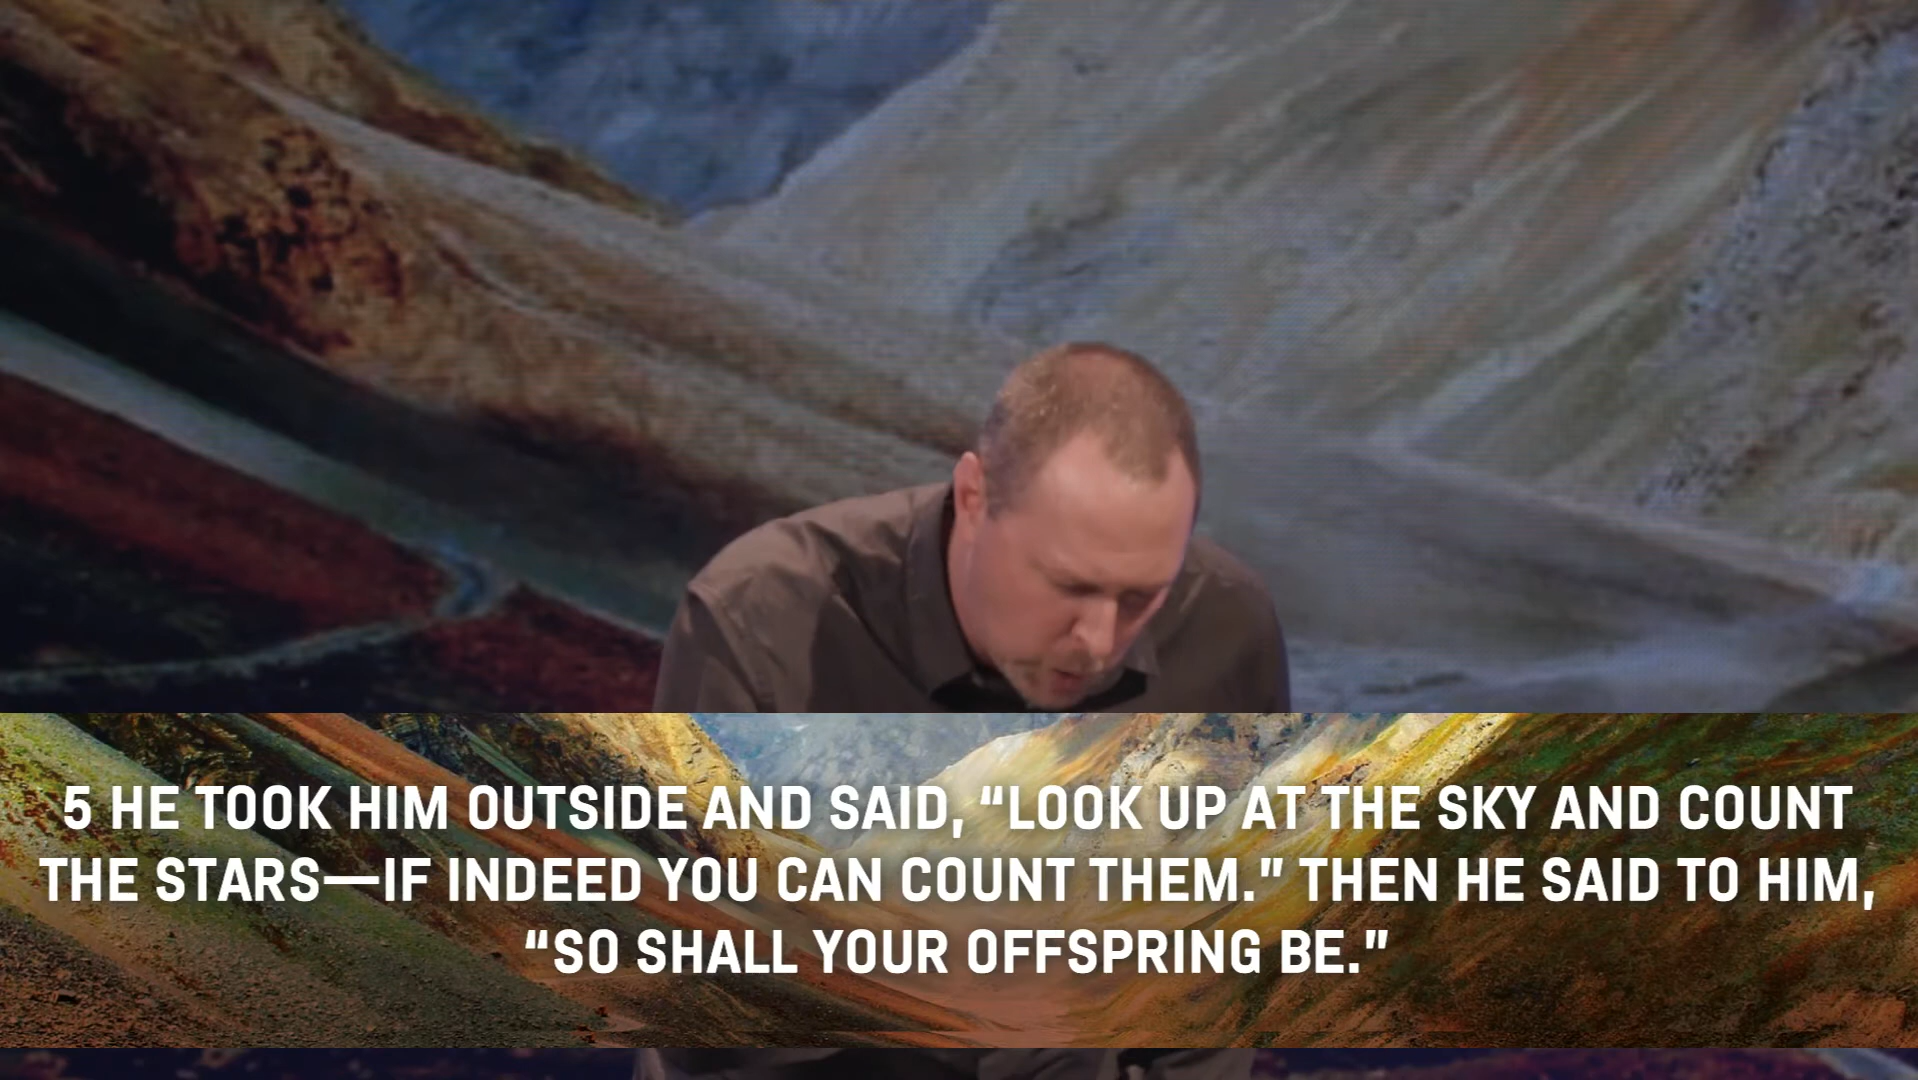 5 HE TOOK HIM OUTSIDE AND SAID, “LOOK UP AT THE SKY AND COUNT
THE STARS—IF INDEED YOU CAN COUNT THEM.” THEN HE SAID TO HIM,
“SO SHALL YOUR OFFSPRING BE.”